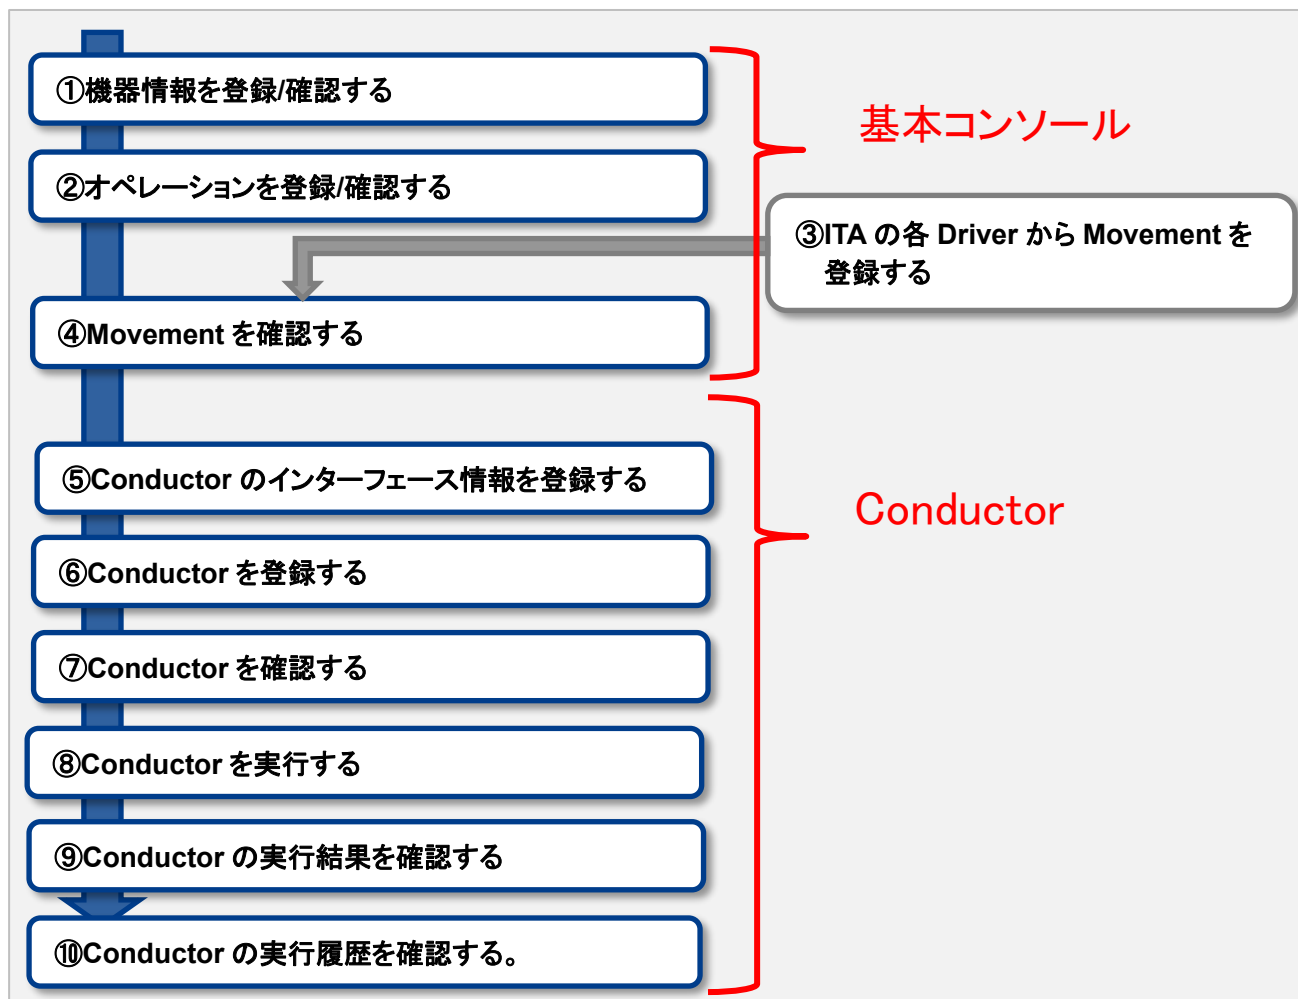 ①機器情報を登録/確認する
基本コンソール
②オペレーションを登録/確認する
③ITA の各 Driver から Movement を
登録する
④Movement を確認する
⑤Conductor のインターフェース情報を登録する
Conductor
⑥Conductor を登録する
⑦Conductor を確認する
⑧Conductor を実行する
⑨Conductor の実行結果を確認する
⑩Conductor の実行履歴を確認する。